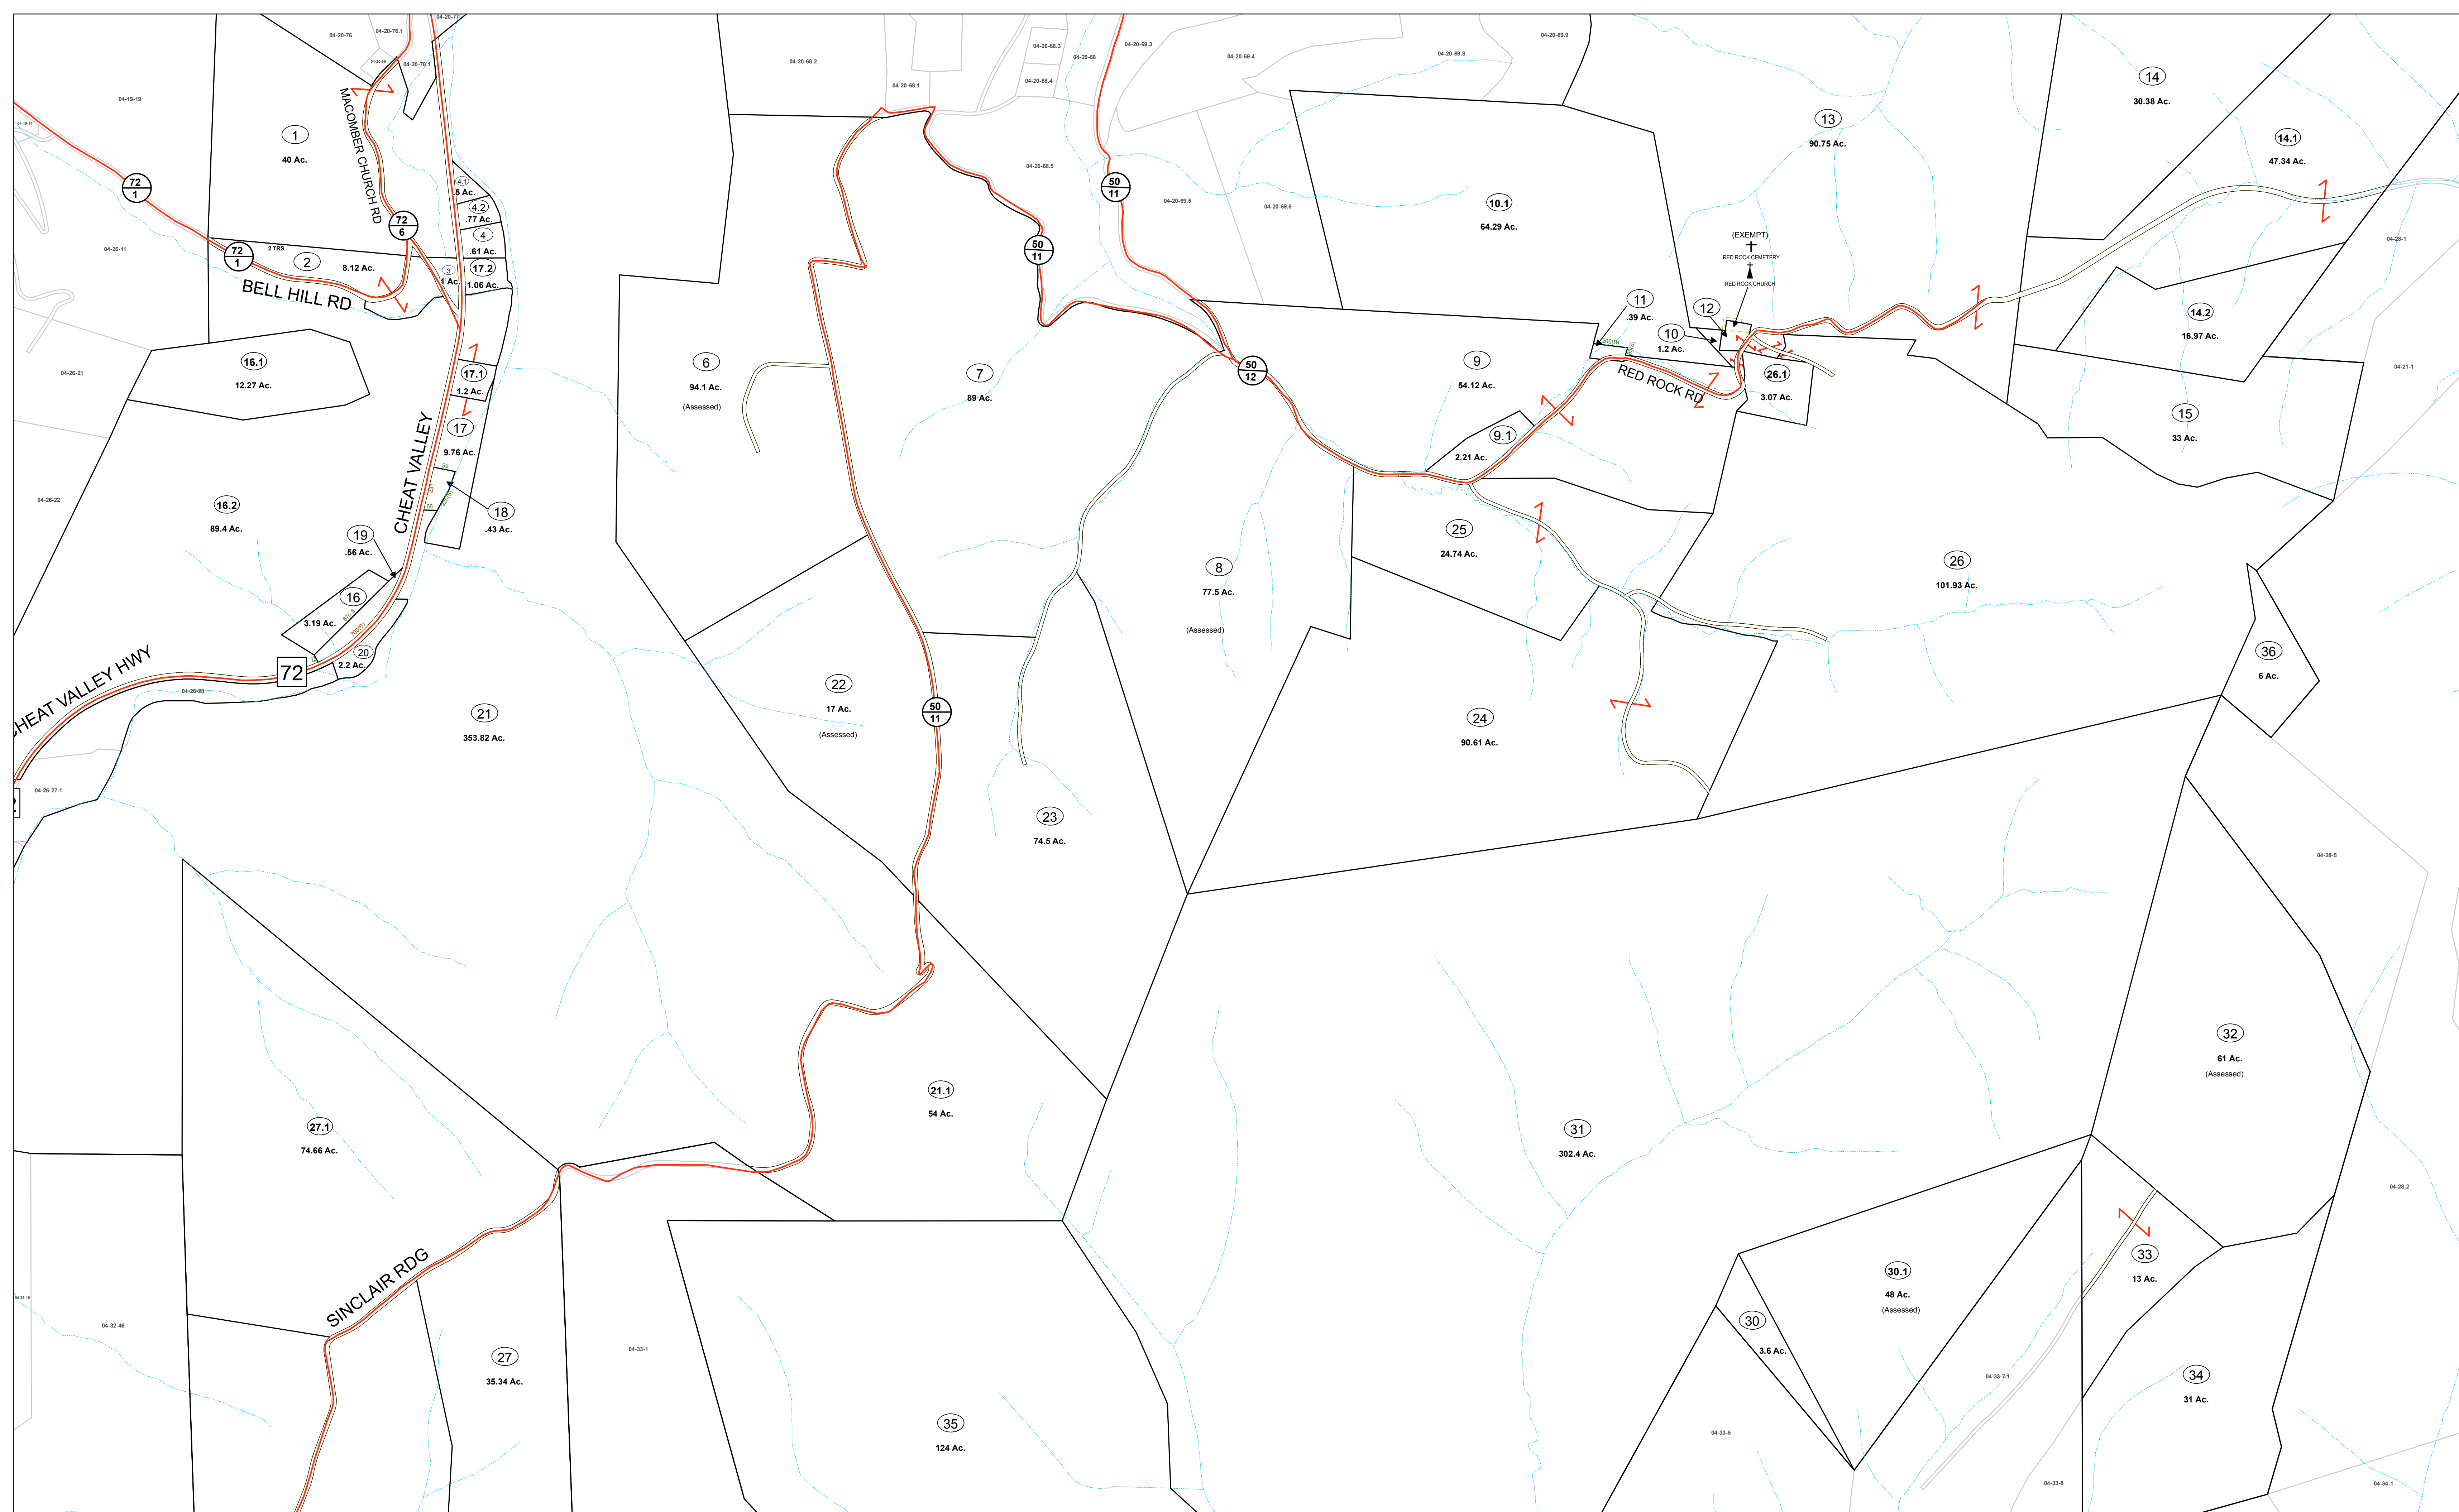 04-20-77
04-20-76
04-20-76.1
04-20-78.1
04-19-19
04-20-68.2
04-20-68.1
04-20-68.3
04-20-68
04-20-69.3
04-20-68.4
04-20-69.4
04-20-69.8
04-20-69.9
04-20-68.5
04-20-69.5
04-20-69.6
MACOMBER CHURCH RD
1
40 Ac.
72
1
72
6
72
1
2 TRS.
2
8.12 Ac.
BELL HILL RD
4.1
.5 Ac.
4.2
.77 Ac.
4
.61 Ac.
3
1 Ac.
17.2
1.06 Ac.
04-26-11
04-26-21
04-26-22
16.1
12.27 Ac.
17.1
1.2 Ac.
17
9.76 Ac.
CHEAT VALLEY
16.2
89.4 Ac.
18
.43 Ac.
99
231
66
19
.56 Ac.
16
3.19 Ac.
676.5
700(S)
20
2.2 Ac.
72
CHEAT VALLEY HWY
04-26-28
04-26-27.1
50
11
50
11
50
12
50
11
6
94.1 Ac.
(Assessed)
7
89 Ac.
8
77.5 Ac.
(Assessed)
9
54.12 Ac.
9.1
2.21 Ac.
10.1
64.29 Ac.
10
1.2 Ac.
11
.39 Ac.
200(S)
12
(EXEMPT)
RED ROCK CEMETERY
RED ROCK CHURCH
RED ROCK RD
13
90.75 Ac.
14
30.38 Ac.
14.1
47.34 Ac.
14.2
16.97 Ac.
15
33 Ac.
04-28-1
04-21-1
26.1
3.07 Ac.
25
24.74 Ac.
26
101.93 Ac.
36
6 Ac.
24
90.61 Ac.
21
353.82 Ac.
22
17 Ac.
(Assessed)
23
74.5 Ac.
04-28-5
32
61 Ac.
(Assessed)
21.1
54 Ac.
31
302.4 Ac.
27.1
74.66 Ac.
04-28-2
SINCLAIR RDG
33
13 Ac.
30.1
48 Ac.
(Assessed)
30
3.6 Ac.
04-32-46
27
35.34 Ac.
04-33-1
35
124 Ac.
04-33-7.1
34
31 Ac.
04-33-5
04-33-8
04-34-1